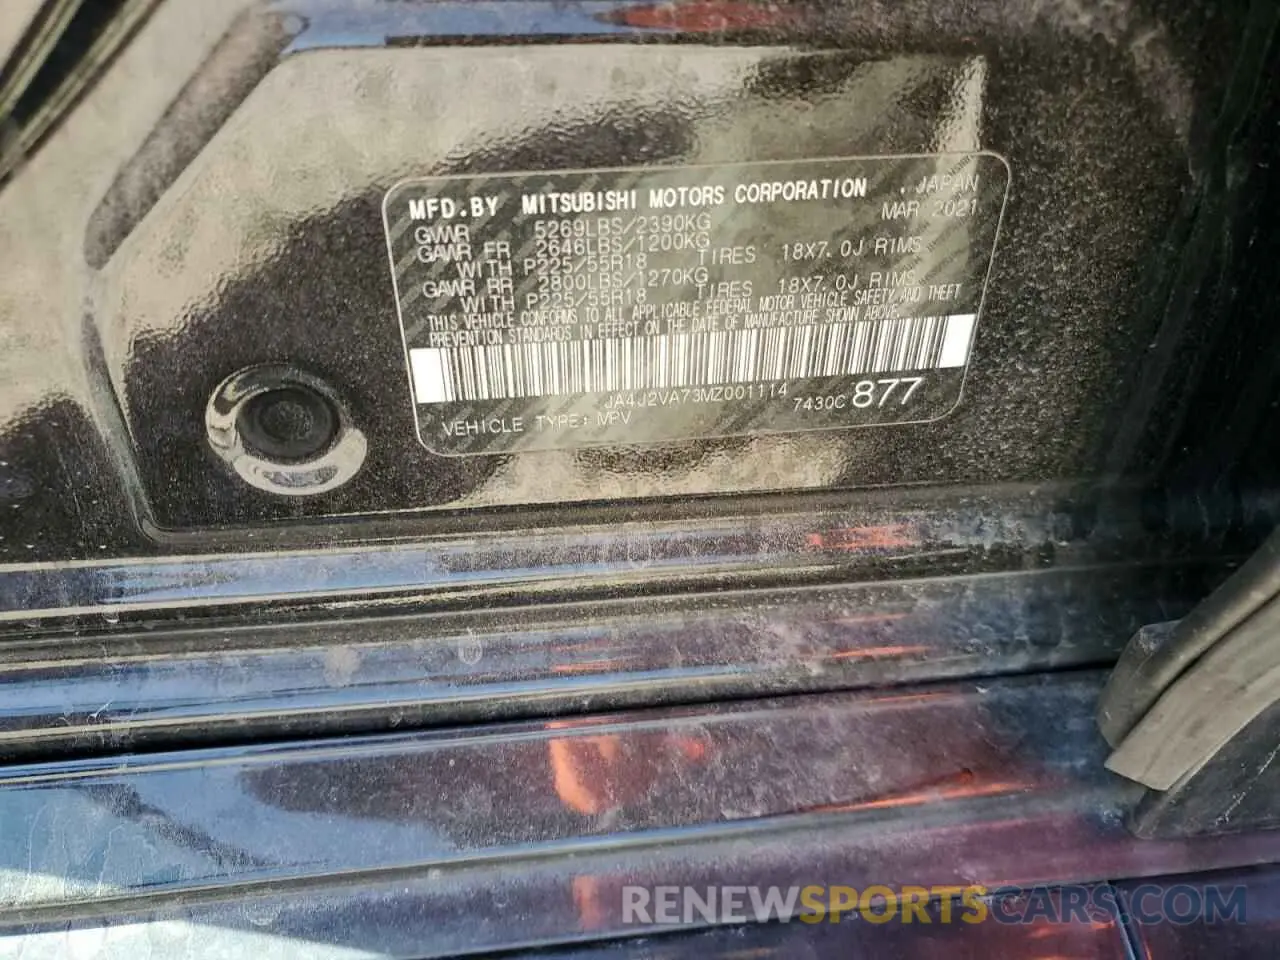 MFD.BY MITSUBISHI MOTORS CORPORATION . JAPAN
GVWR 5269LBS/2390KG MAR 2021
GAWR FR 2646LBS/1200KG
WITH P225/55R18 TIRES 18X7.0J RIMS
GAWR RR 2800LBS/1270KG
WITH P225/55R18 TIRES 18X7.0J RIMS
THIS VEHICLE CONFORMS TO ALL APPLICABLE FEDERAL MOTOR VEHICLE SAFETY AND THEFT
PREVENTION STANDARDS IN EFFECT ON THE DATE OF MANUFACTURE SHOWN ABOVE.
JA4J2VA73MZ001114
VEHICLE TYPE: MPV 7430C 877
RENEWSPORTSCARS.COM